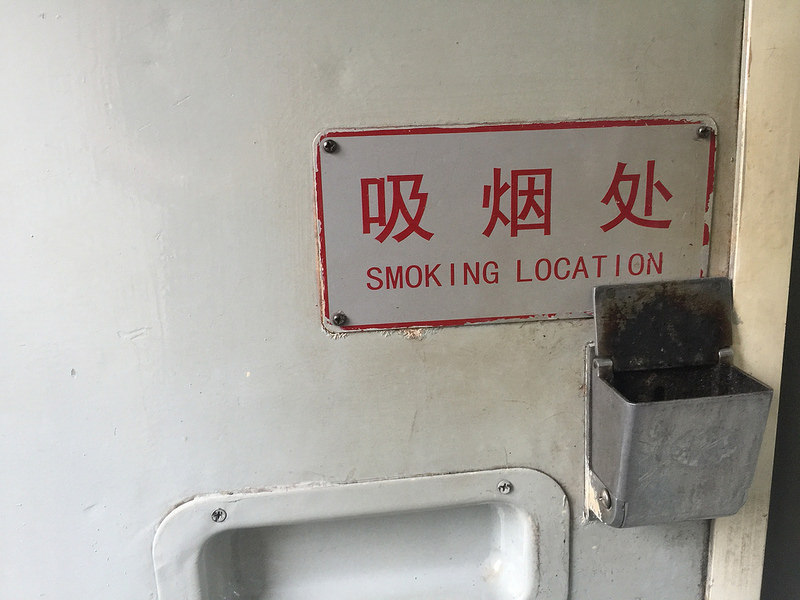 吸烟处
SMOKING LOCATION